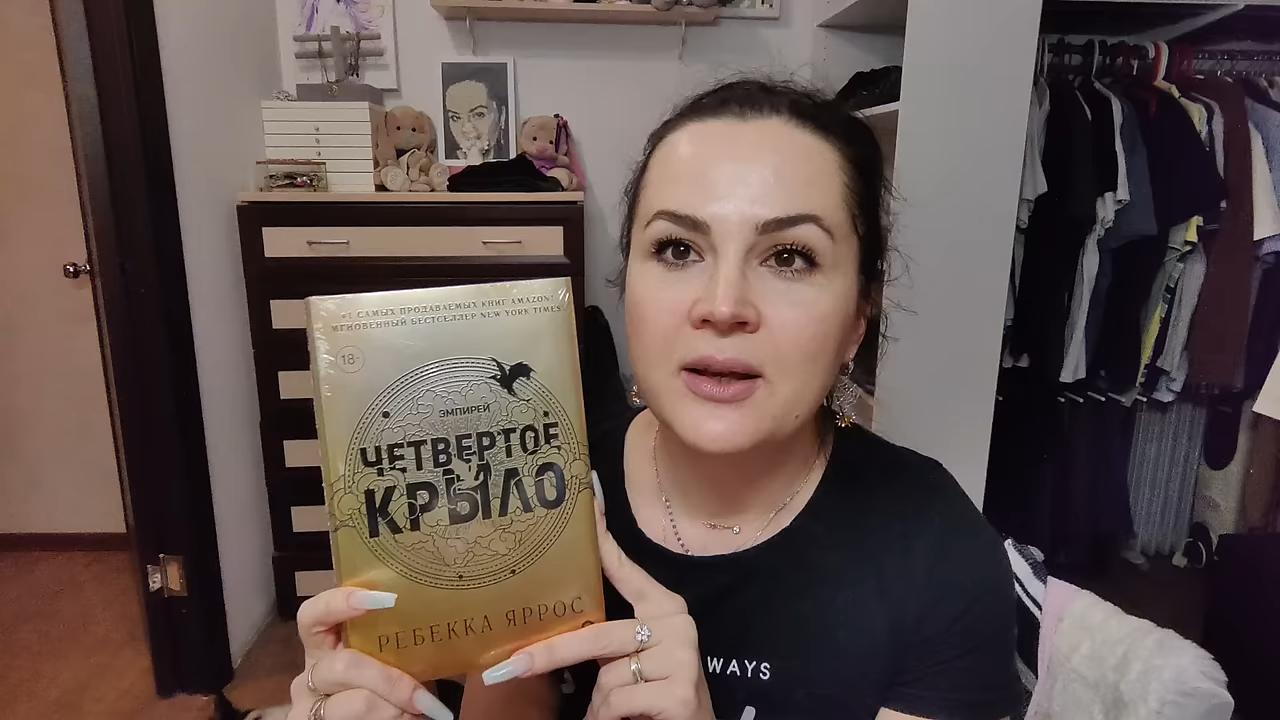 #1 САМЫХ ПРОДАВАЕМЫХ КНИГ AMAZON!
МГНОВЕННЫЙ БЕСТСЕЛЛЕР NEW YORK TIMES
18+
ЭМПИРЕЙ
ЧЕТВЕРТОЕ
КРЫЛО
РЕБЕККА ЯРРОС
WAYS